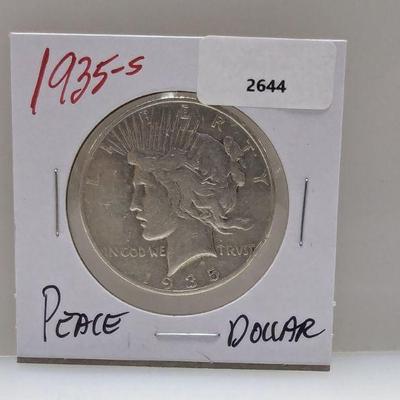 1935-S
2644
LIBERTY
IN GOD WE TRUST
1935
PEACE DOLLAR